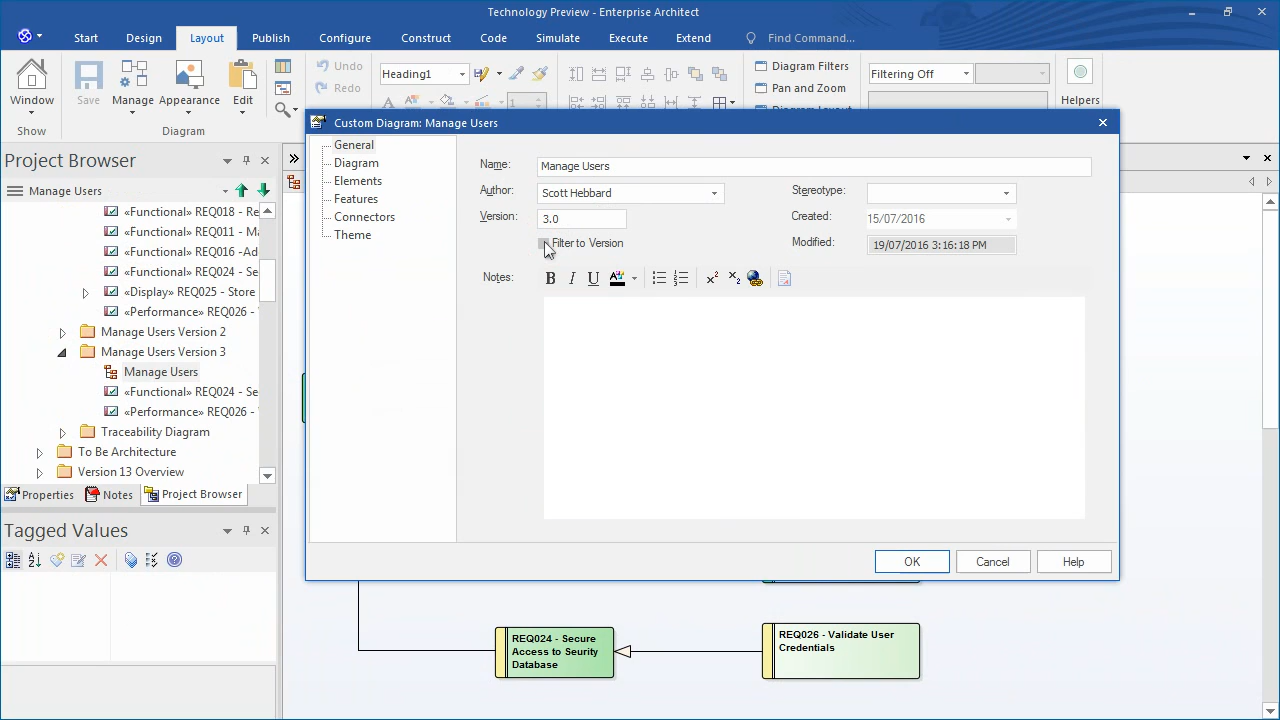 Technology Preview - Enterprise Architect
Start Design Layout Publish Configure Construct Code Simulate Execute Extend Find Command...
Window
Show
Save
Manage
Appearance
Edit
Diagram
Undo
Redo
Heading1
1
Diagram Filters
Pan and Zoom
Filtering Off
Helpers
Project Browser
Manage Users
«Functional» REQ018 - Re
«Functional» REQ011 - Ma
«Functional» REQ016 -Ad
«Functional» REQ024 - Se
«Display» REQ025 - Store
«Performance» REQ026 -
Manage Users Version 2
Manage Users Version 3
Manage Users
«Functional» REQ024 - Se
«Performance» REQ026 -
Traceability Diagram
To Be Architecture
Version 13 Overview
Properties Notes Project Browser
Tagged Values
Custom Diagram: Manage Users
General
Diagram
Elements
Features
Connectors
Theme
Name: Manage Users
Author: Scott Hebbard
Stereotype:
Version: 3.0
Created: 15/07/2016
Filter to Version
Modified: 19/07/2016 3:16:18 PM
Notes: B I U
OK Cancel Help
REQ024 - Secure
Access to Seurity
Database
REQ026 - Validate User
Credentials